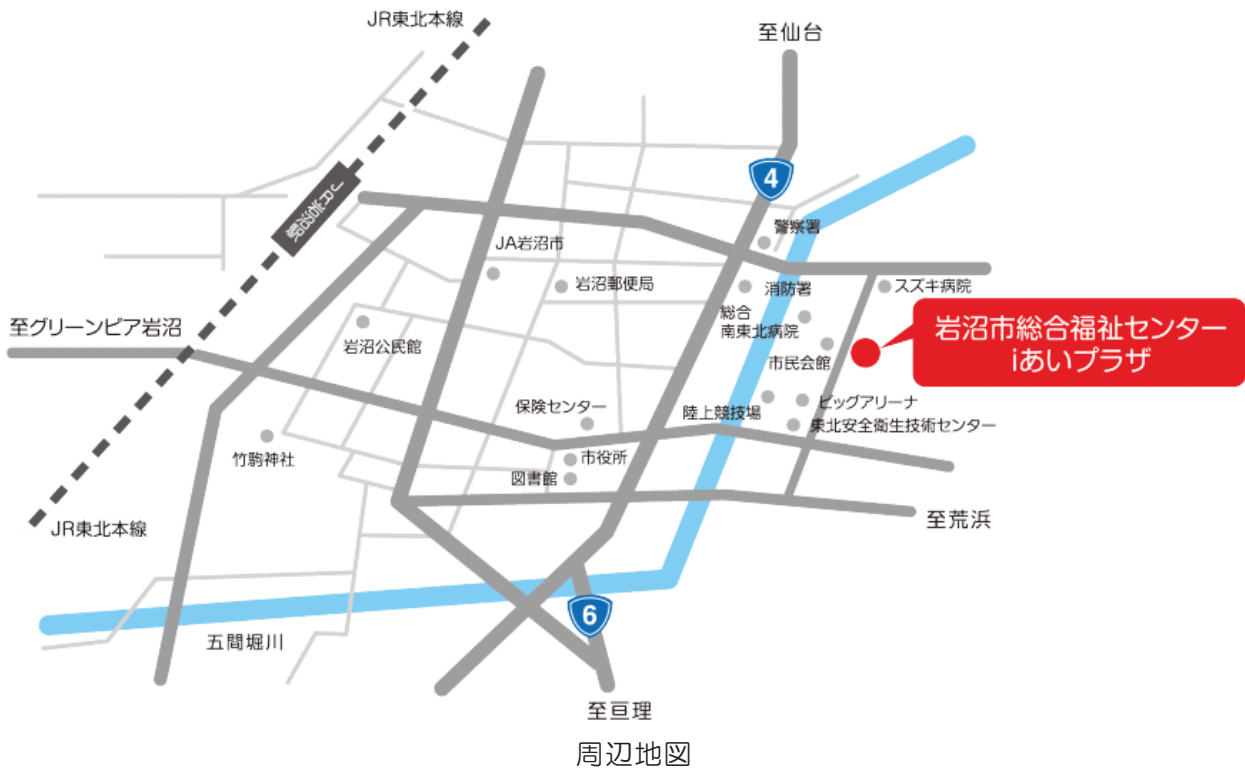 JR東北本線
至仙台
4
JR岩沼駅
警察署
JA岩沼市
岩沼郵便局
消防署
スズキ病院
総合
南東北病院
至グリーンピア岩沼
岩沼公民館
市民会館
岩沼市総合福祉センター
iあいプラザ
保険センター
陸上競技場
ビッグアリーナ
東北安全衛生技術センター
竹駒神社
市役所
図書館
JR東北本線
至荒浜
6
五間堀川
至亘理
周辺地図